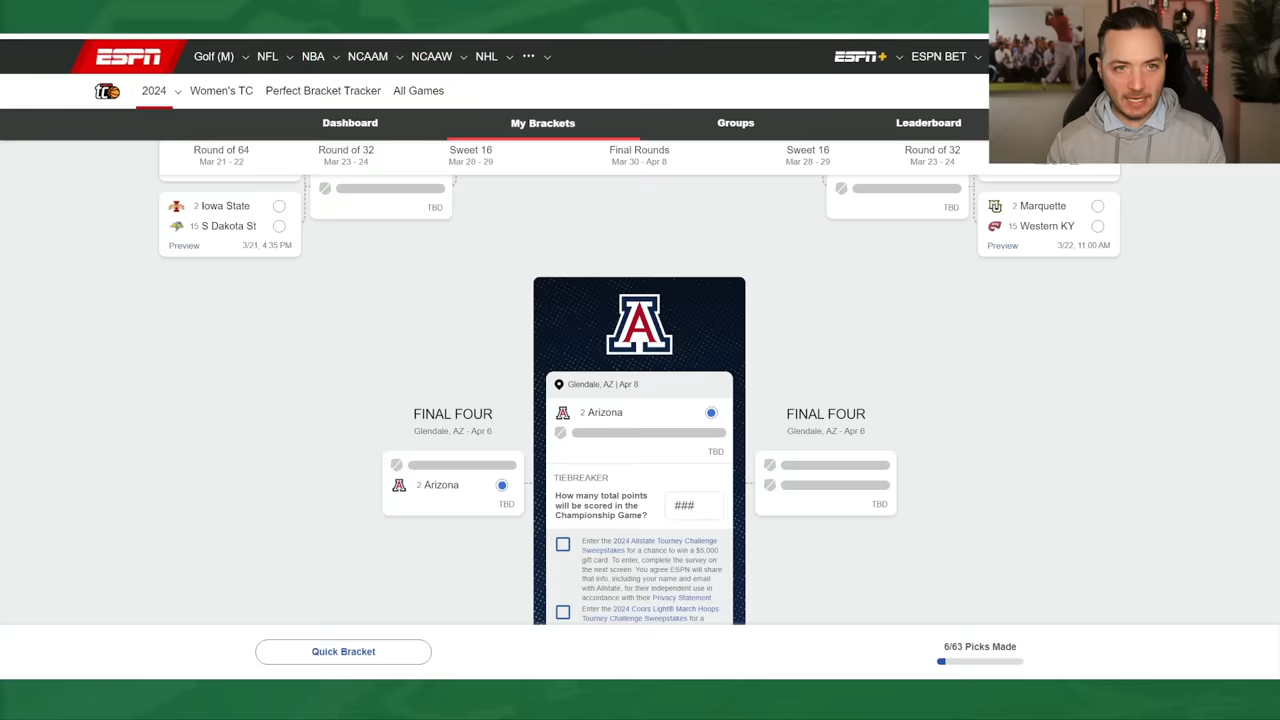 ESPN Golf (M) NFL NBA NCAAM NCAAW NHL ... ESPN+ ESPN BET
2024 Women's TC Perfect Bracket Tracker All Games
Dashboard My Brackets Groups Leaderboard
Round of 64 Round of 32 Sweet 16 Final Rounds Sweet 16 Round of 32
Mar 21 - 22 Mar 23 - 24 Mar 28 - 29 Mar 30 - Apr 8 Mar 28 - 29 Mar 23 - 24
2 Iowa State
15 S Dakota St
Preview 3/21, 4:35 PM
TBD
TBD
2 Marquette
15 Western KY
Preview 3/22, 11:00 AM
A
Glendale, AZ | Apr 8
2 Arizona
TBD
FINAL FOUR
Glendale, AZ - Apr 6
2 Arizona
TBD
TIEBREAKER
How many total points
will be scored in the
Championship Game?
###
FINAL FOUR
Glendale, AZ - Apr 6
TBD
Enter the 2024 Allstate Tourney Challenge
Sweepstakes for a chance to win a $5,000
gift card. To enter, complete the survey on
the next screen. You agree ESPN will share
that info, including your name and email
with Allstate, for their independent use in
accordance with their Privacy Statement
Enter the 2024 Coors Light® March Hoops
Tourney Challenge Sweepstakes for a
Quick Bracket
6/63 Picks Made